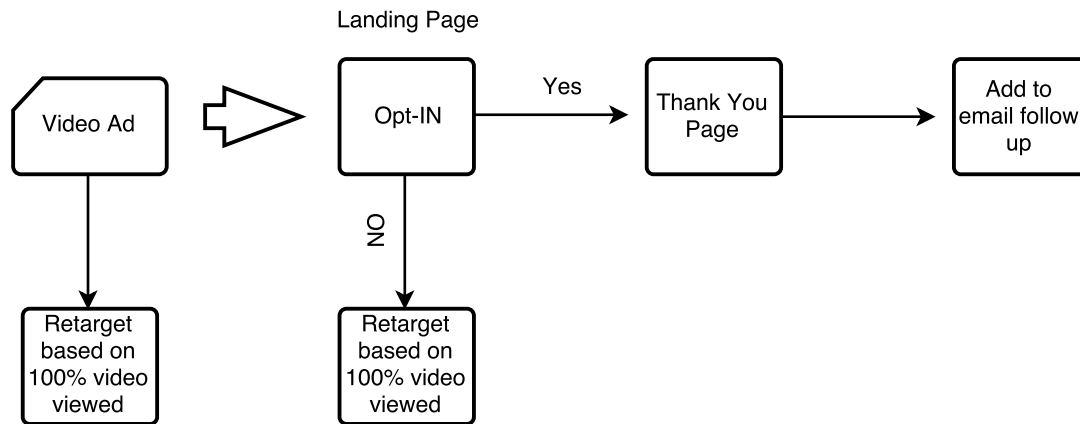 Landing Page
Video Ad
Opt-IN
Yes
Thank You
Page
Add to
email follow
up
NO
Retarget
based on
100% video
viewed
Retarget
based on
100% video
viewed